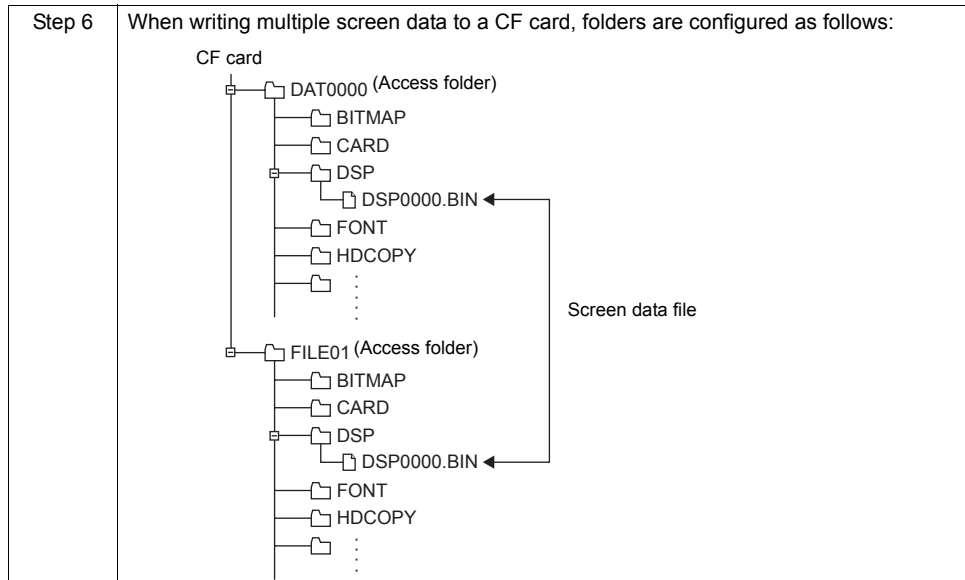 Step 6 When writing multiple screen data to a CF card, folders are configured as follows:
CF card
DAT0000 (Access folder)
BITMAP
CARD
DSP
DSP0000.BIN
FONT
HDCOPY
Screen data file
FILE01 (Access folder)
BITMAP
CARD
DSP
DSP0000.BIN
FONT
HDCOPY